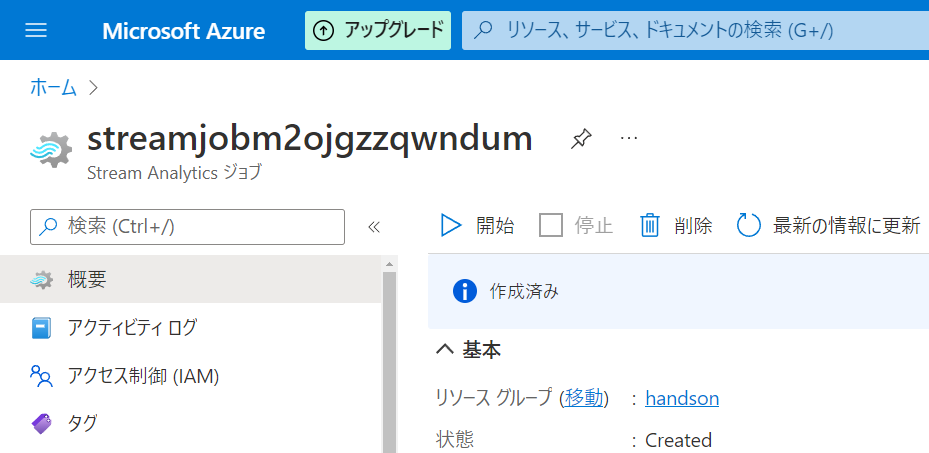 Microsoft Azure
アップグレード
リソース、サービス、ドキュメントの検索 (G+/)
ホーム
streamjobm2ojgzzqwndum
Stream Analytics ジョブ
検索 (Ctrl+/)
開始 停止 削除 最新の情報に更新
概要
アクティビティ ログ
アクセス制御 (IAM)
タグ
作成済み
基本
リソース グループ (移動) : handson
状態 : Created